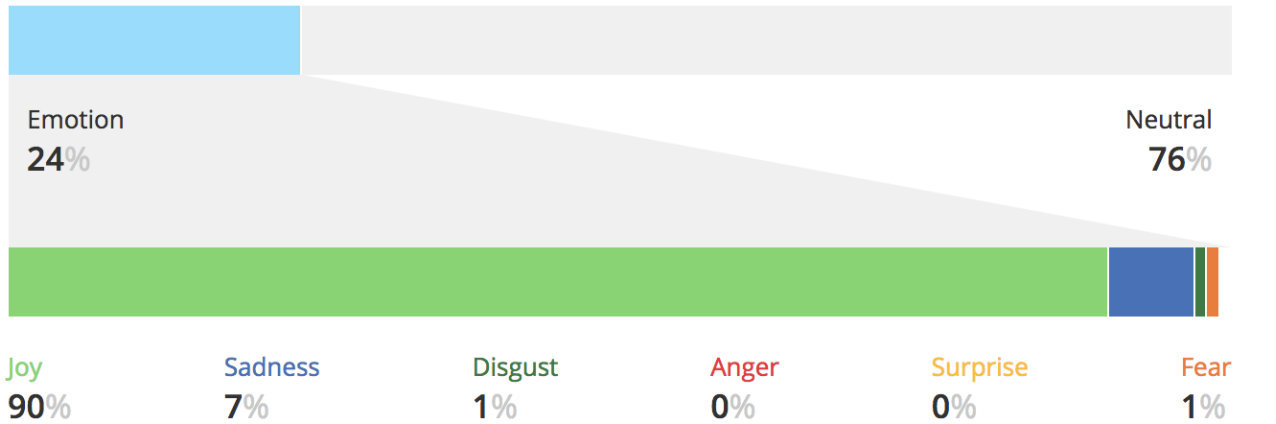 Emotion Neutral
24% 76%
Joy Sadness Disgust Anger Surprise Fear
90% 7% 1% 0% 0% 1%